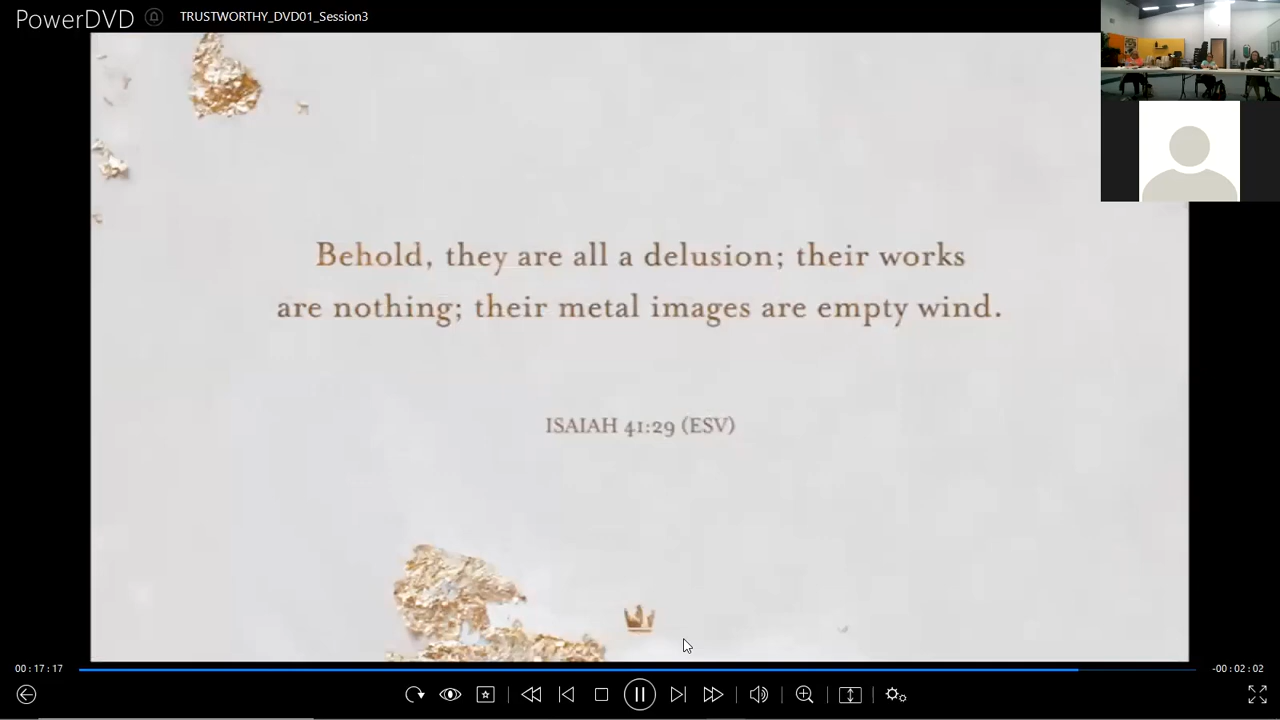 PowerDVD
TRUSTWORTHY_DVD01_Session3
Behold, they are all a delusion; their works
are nothing; their metal images are empty wind.
ISAIAH 41:29 (ESV)
00:17:17
-00:02:02